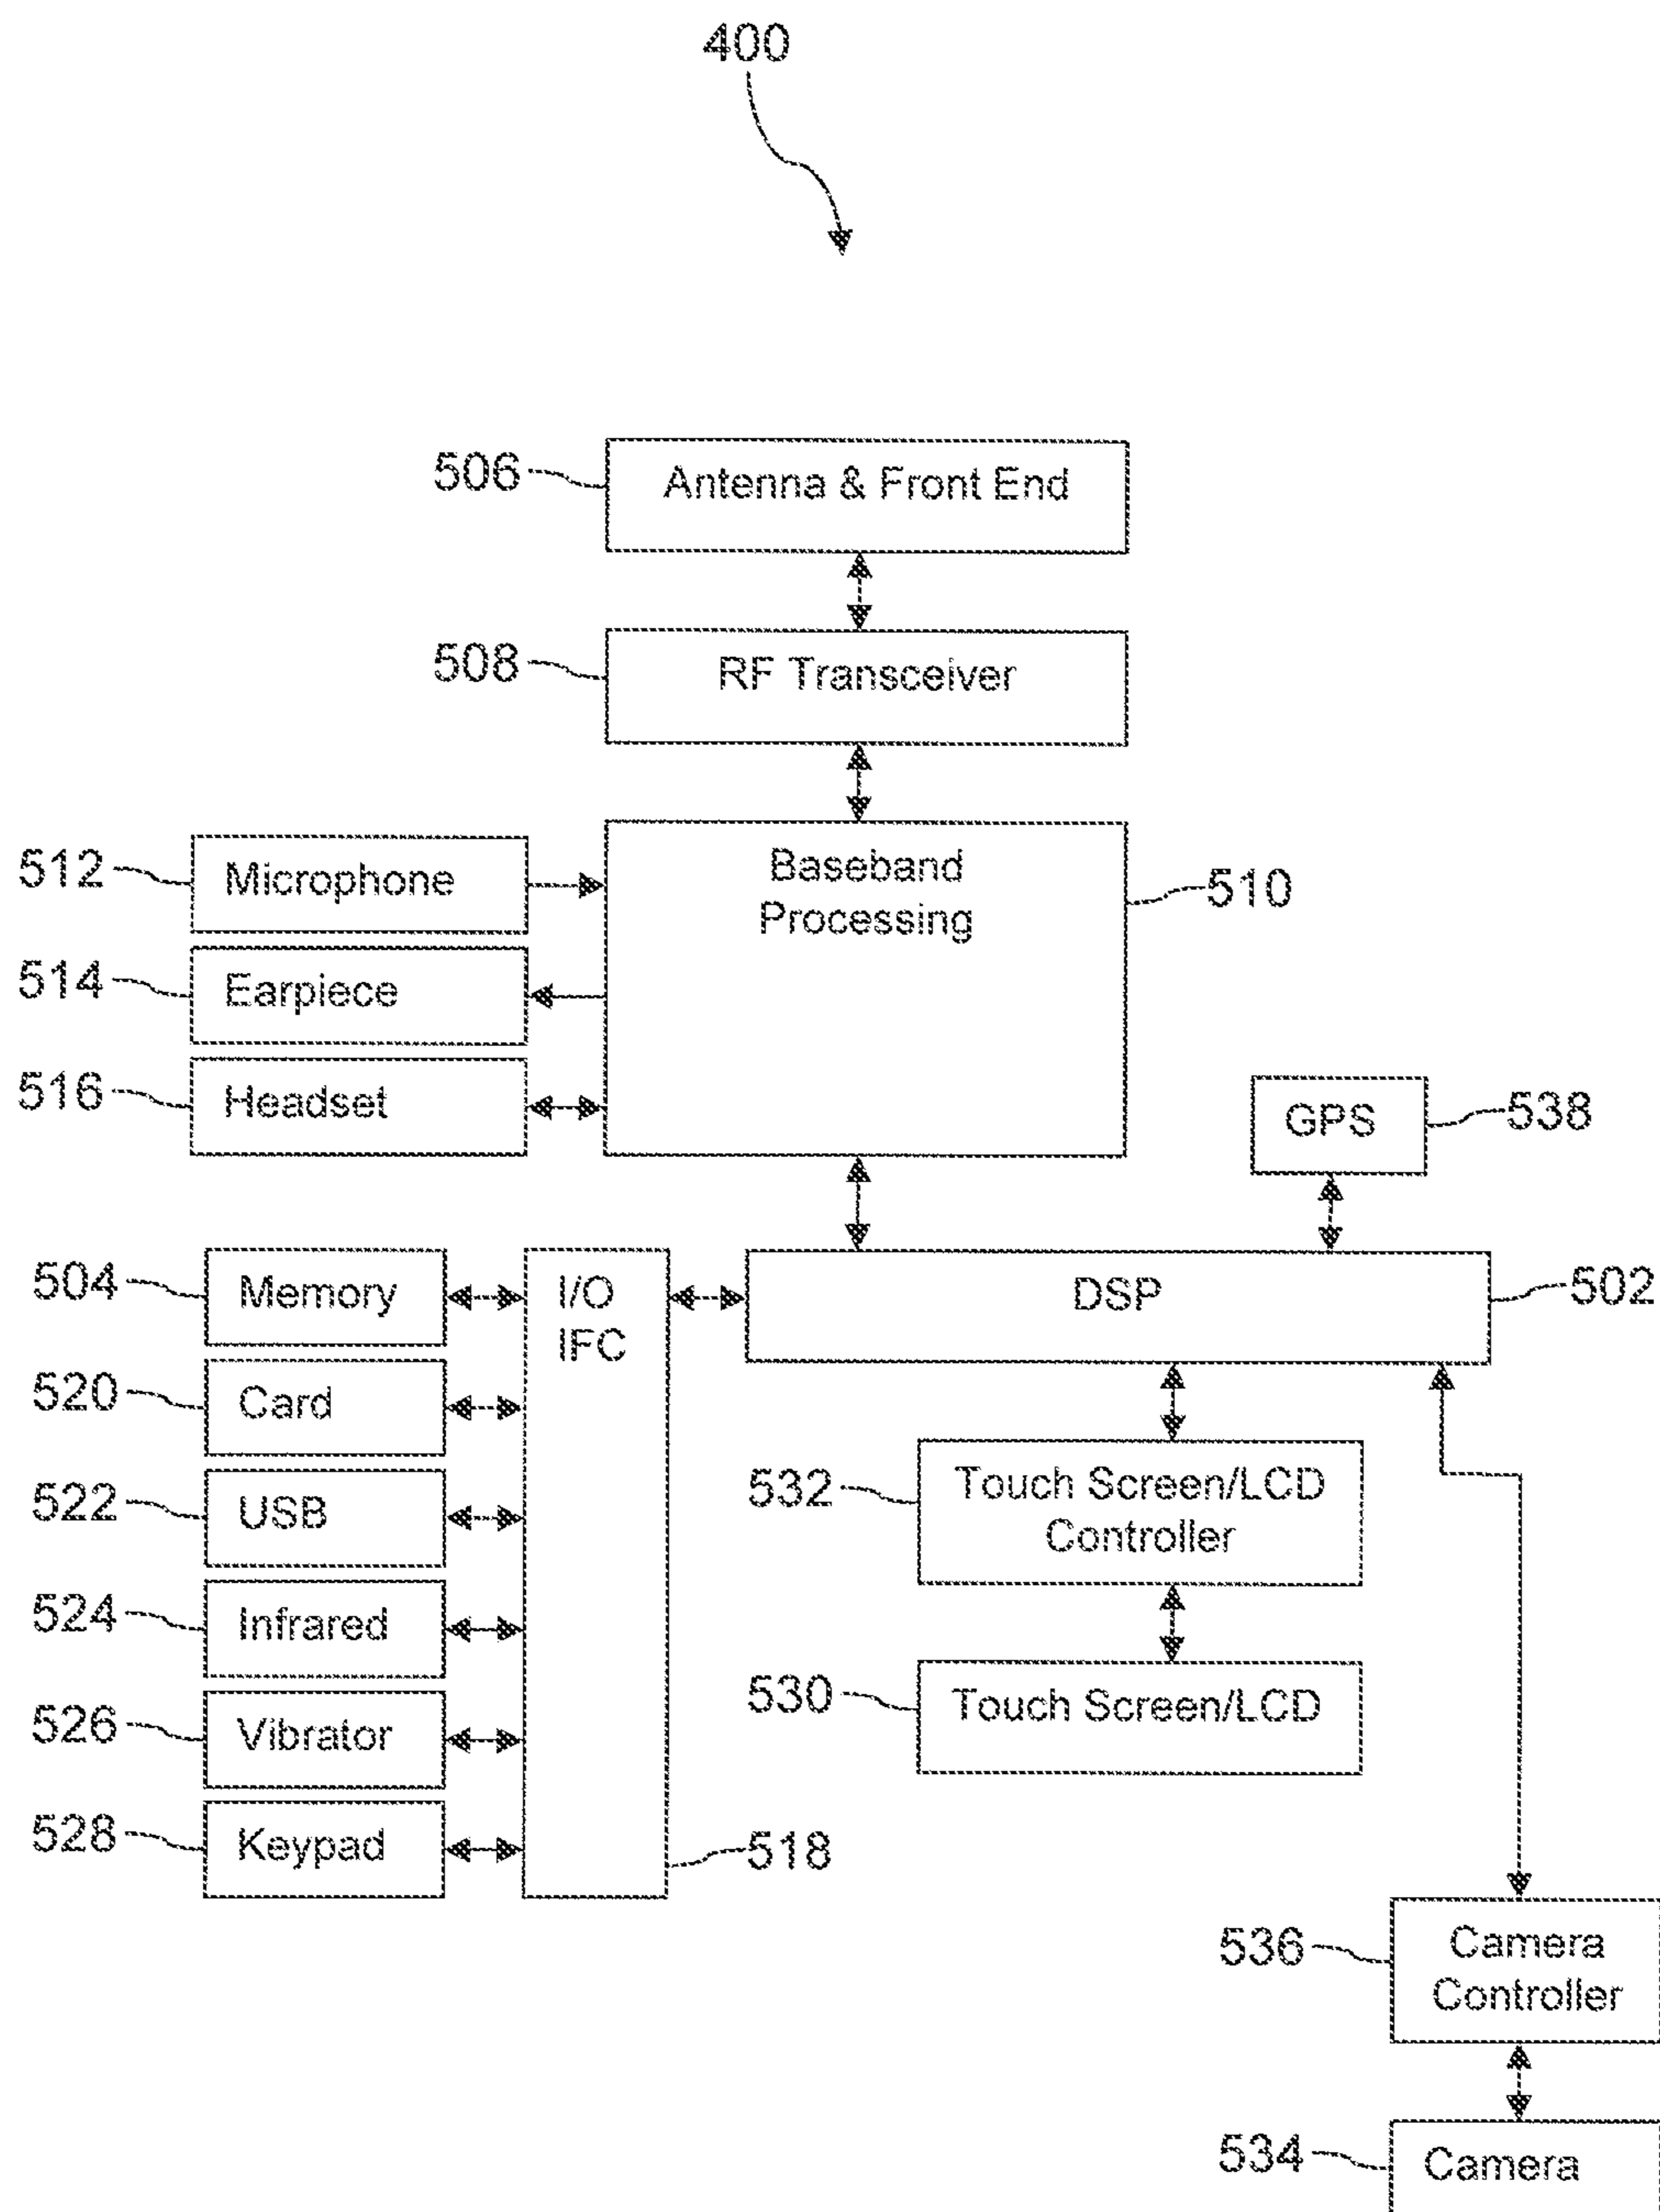 400
506 Antenna & Front End
508 RF Transceiver
Baseband
Processing
510
512 Microphone
514 Earpiece
516 Headset
GPS 538
504 Memory
I/O
IFC
DSP 502
520 Card
522 USB
532 Touch Screen/LCD
Controller
524 Infrared
530 Touch Screen/LCD
526 Vibrator
528 Keypad
518
536 Camera
Controller
534 Camera